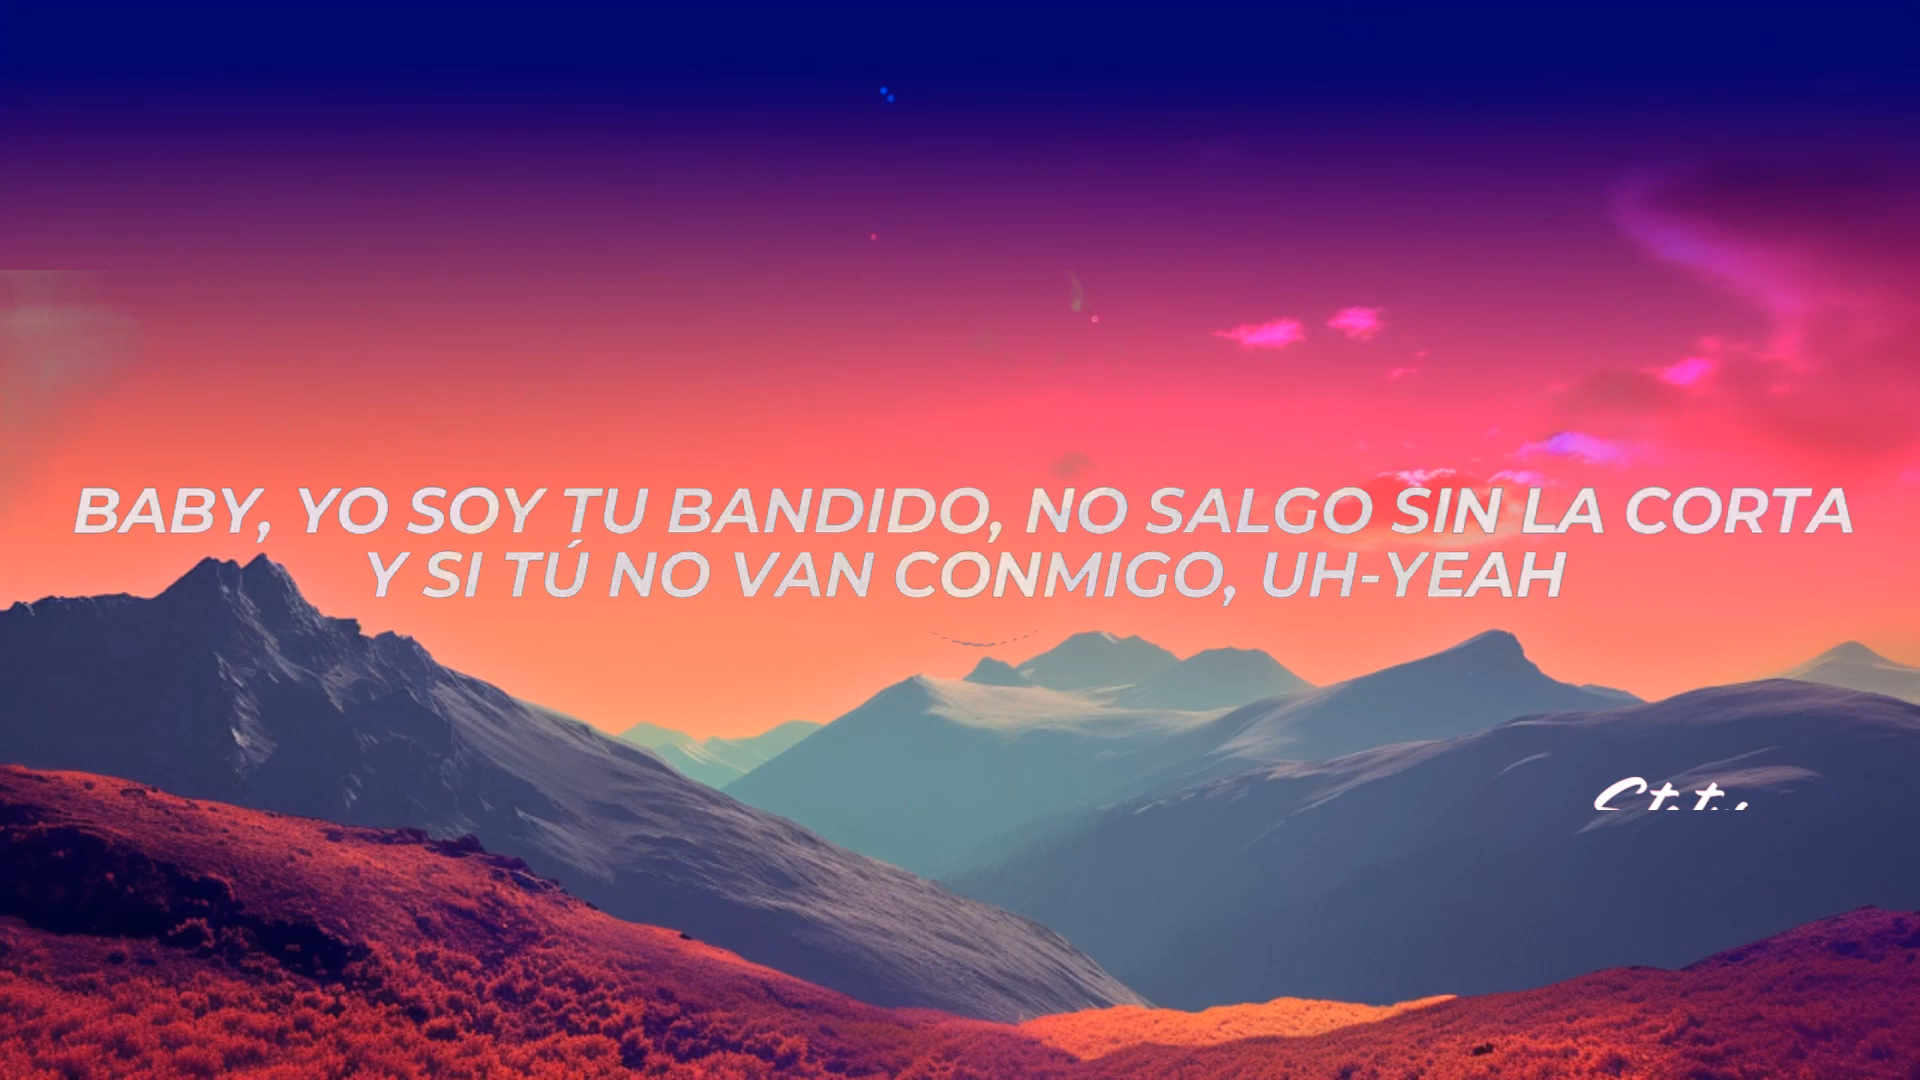 BABY, YO SOY TU BANDIDO, NO SALGO SIN LA CORTA
Y SI TÚ NO VAN CONMIGO, UH-YEAH